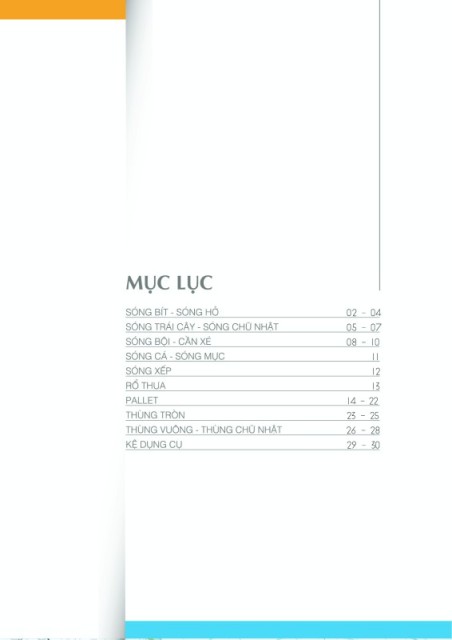 MỤC LỤC
SÓNG BÍT - SÓNG HỞ 02 - 04
SÓNG TRÁI CÂY - SÓNG CHỮ NHẬT 05 - 07
SÓNG BỘI - CẦN XÉ 08 - 10
SÓNG CÁ - SÓNG MỤC 11
SÓNG XẾP 12
RỔ THƯA 13
PALLET 14 - 22
THÙNG TRÒN 23 - 25
THÙNG VUÔNG - THÙNG CHỮ NHẬT 26 - 28
KỆ DỤNG CỤ 29 - 30